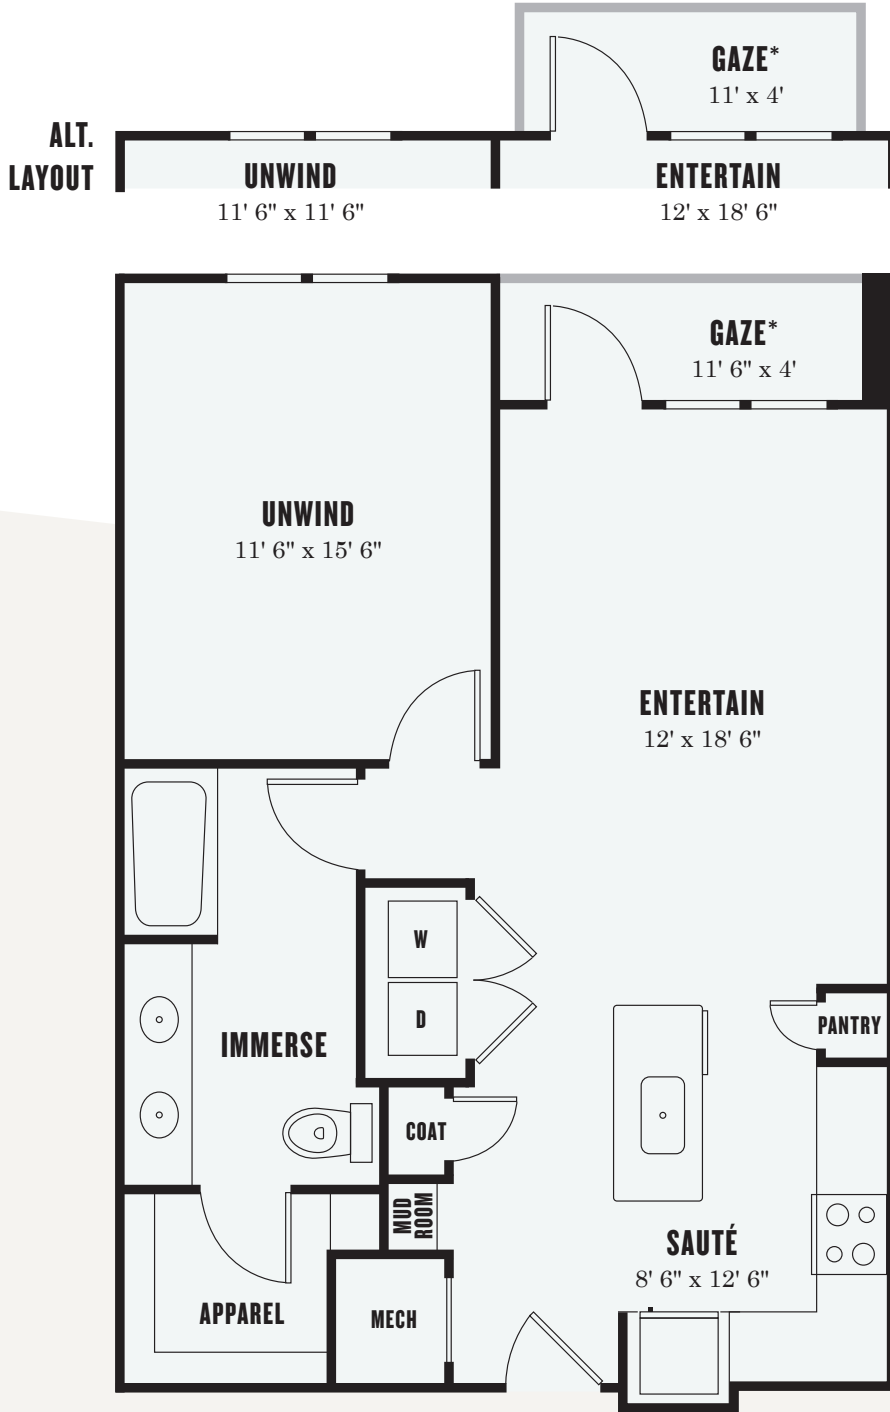 GAZE*
11' x 4'
ALT.
LAYOUT
UNWIND
11' 6" x 11' 6"
ENTERTAIN
12' x 18' 6"
GAZE*
11' 6" x 4'
UNWIND
11' 6" x 15' 6"
ENTERTAIN
12' x 18' 6"
W
D
PANTRY
IMMERSE
COAT
MUD
ROOM
SAUTÉ
8' 6" x 12' 6"
APPAREL
MECH